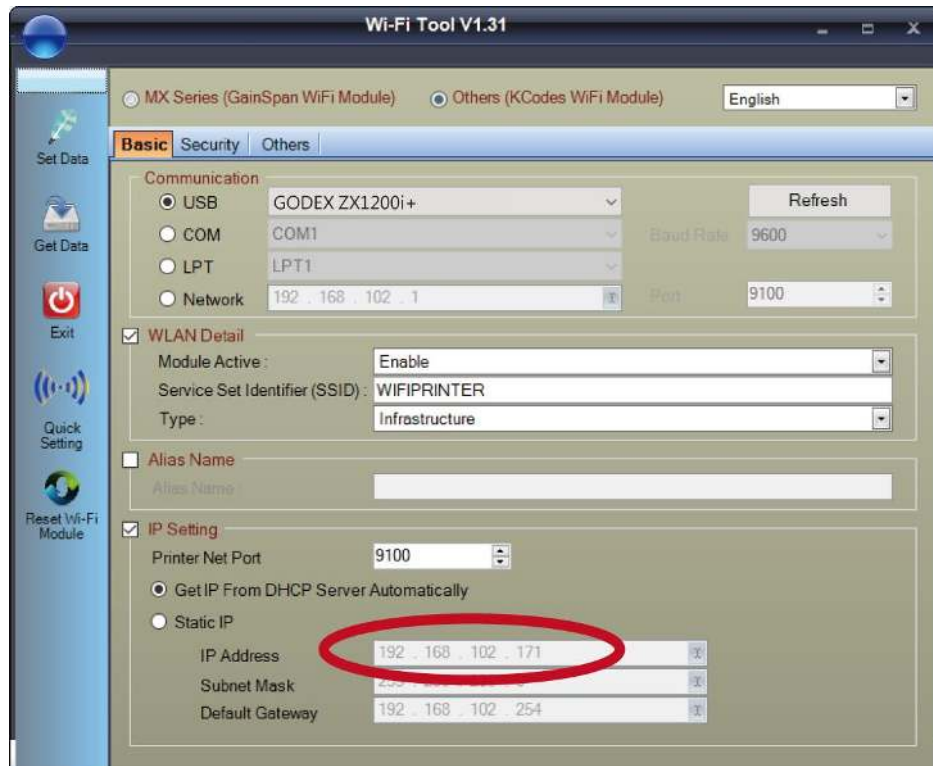 Wi-Fi Tool V1.31
MX Series (GainSpan WiFi Module) Others (KCodes WiFi Module) English
Set Data
Get Data
Exit
Quick
Setting
Reset Wi-Fi
Module
Basic Security Others
Communication
USB GODEX ZX1200i+ Refresh
COM COM1 Baud Rate 9600
LPT LPT1
Network 192 . 168 . 102 . 1 Port 9100
WLAN Detail
Module Active : Enable
Service Set Identifier (SSID) : WIFIPRINTER
Type : Infrastructure
Alias Name
Alias Name :
IP Setting
Printer Net Port 9100
Get IP From DHCP Server Automatically
Static IP
IP Address 192 . 168 . 102 . 171
Subnet Mask
Default Gateway 192 . 168 . 102 . 254